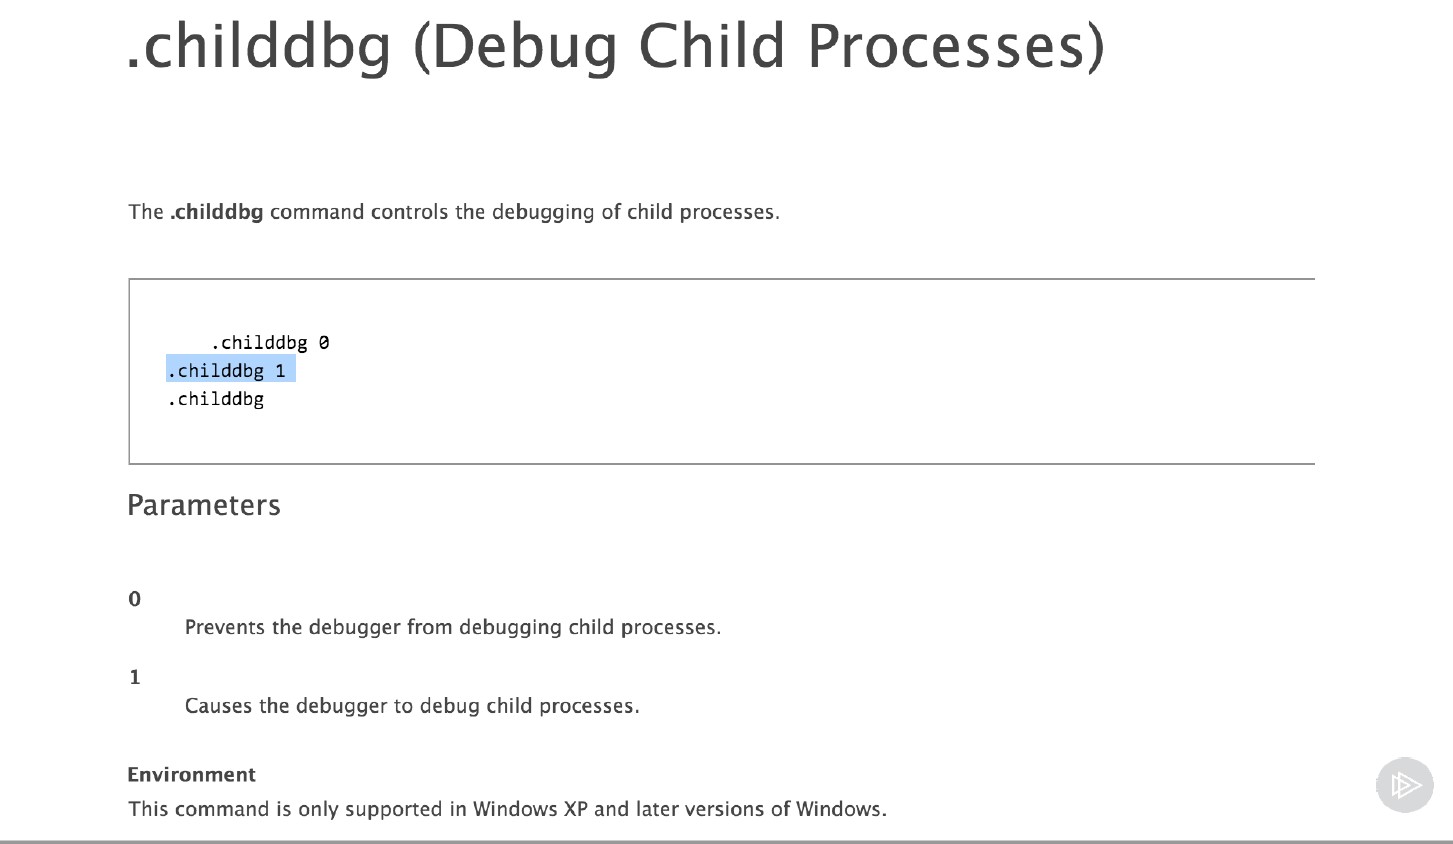 .childdbg (Debug Child Processes)
The .childdbg command controls the debugging of child processes.
.childdbg 0
.childdbg 1
.childdbg
Parameters
0
Prevents the debugger from debugging child processes.
1
Causes the debugger to debug child processes.
Environment
This command is only supported in Windows XP and later versions of Windows.